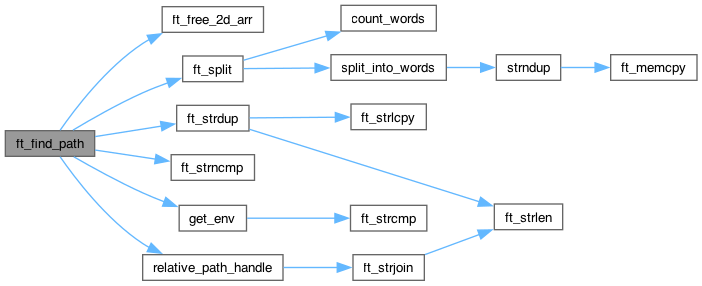 ft_find_path
ft_free_2d_arr
ft_split
count_words
split_into_words
strndup
ft_memcpy
ft_strdup
ft_strlcpy
ft_strlen
ft_strncmp
get_env
ft_strcmp
relative_path_handle
ft_strjoin